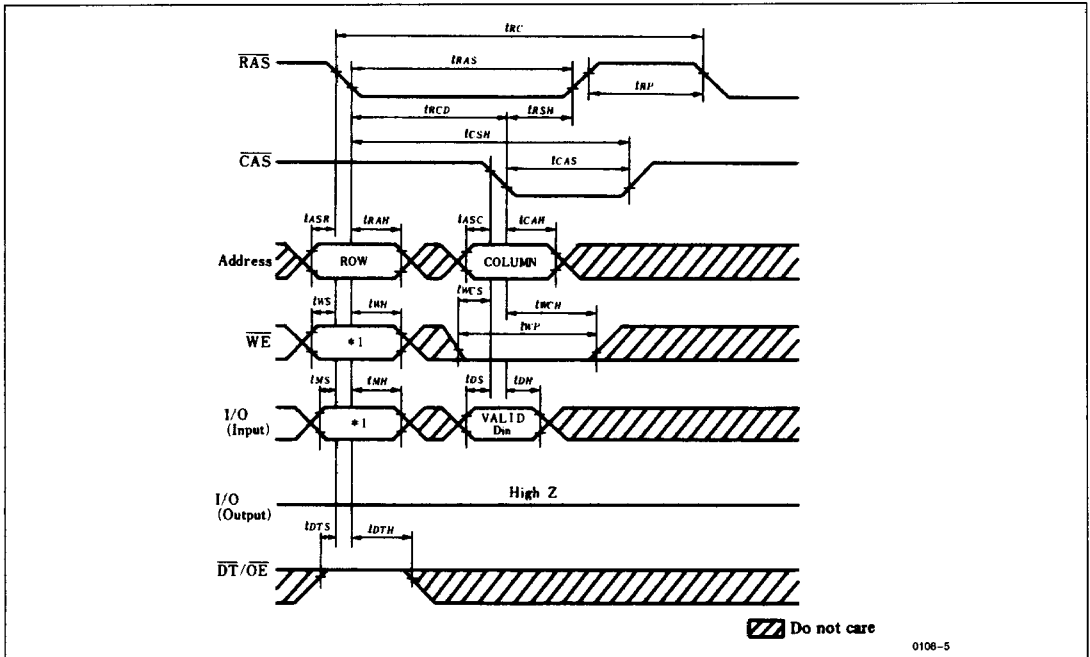 tRC
RAS
tRAS
tRP
tRCD
tRSH
tCSH
CAS
tCAS
tASR
tRAH
tASC
tCAH
Address
ROW
COLUMN
tWCS
tWS
tWH
tWCH
tWP
WE
*1
tMS
tMH
tDS
tDH
I/O
(Input)
*1
VALID
Din
High Z
I/O
(Output)
tDTS
tDTH
DT/OE
Do not care
0106-5